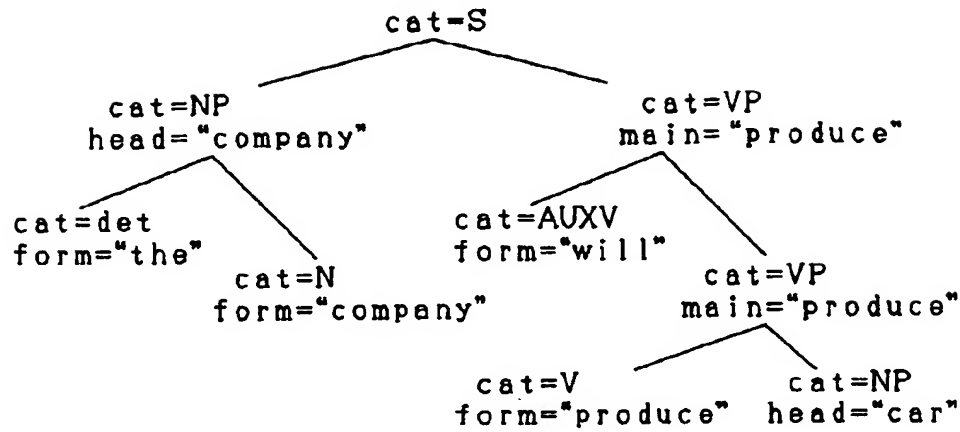 cat=S
cat=NP
head="company"
cat=VP
main="produce"
cat=det
form="the"
cat=N
form="company"
cat=AUXV
form="will"
cat=VP
main="produce"
cat=V
form="produce"
cat=NP
head="car"